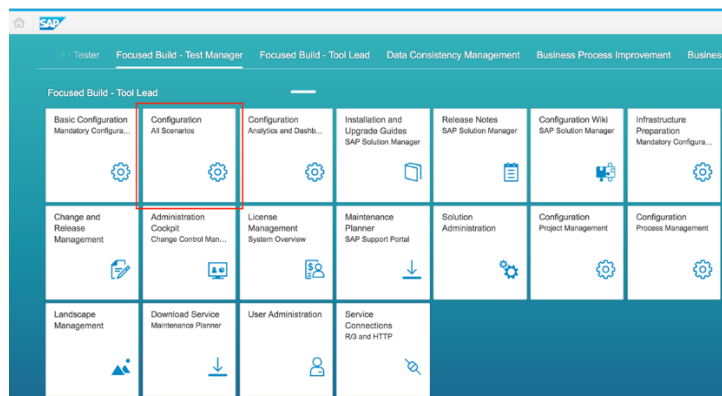 SAP
- Tester Focused Build - Test Manager Focused Build - Tool Lead Data Consistency Management Business Process Improvement Busines
Focused Build - Tool Lead
Basic Configuration
Mandatory Configura...
Configuration
All Scenarios
Configuration
Analytics and Dashb...
Installation and
Upgrade Guides
SAP Solution Manager
Release Notes
SAP Solution Manager
Configuration Wiki
SAP Solution Manager
Infrastructure
Preparation
Mandatory Configura...
Change and
Release
Management
Administration
Cockpit
Change Control Man...
License
Management
System Overview
Maintenance
Planner
SAP Support Portal
Solution
Administration
Configuration
Project Management
Configuration
Process Management
Landscape
Management
Download Service
Maintenance Planner
User Administration
Service
Connections
R/3 and HTTP